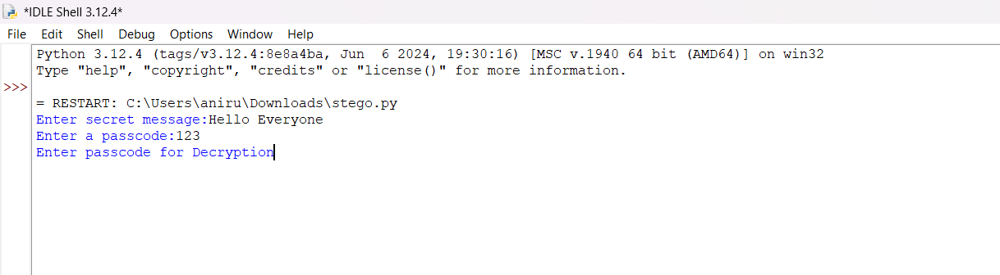 *IDLE Shell 3.12.4*
File Edit Shell Debug Options Window Help
Python 3.12.4 (tags/v3.12.4:8e8a4ba, Jun  6 2024, 19:30:16) [MSC v.1940 64 bit (AMD64)] on win32
Type "help", "copyright", "credits" or "license()" for more information.
>>>
= RESTART: C:\Users\aniru\Downloads\stego.py
Enter secret message:Hello Everyone
Enter a passcode:123
Enter passcode for Decryption